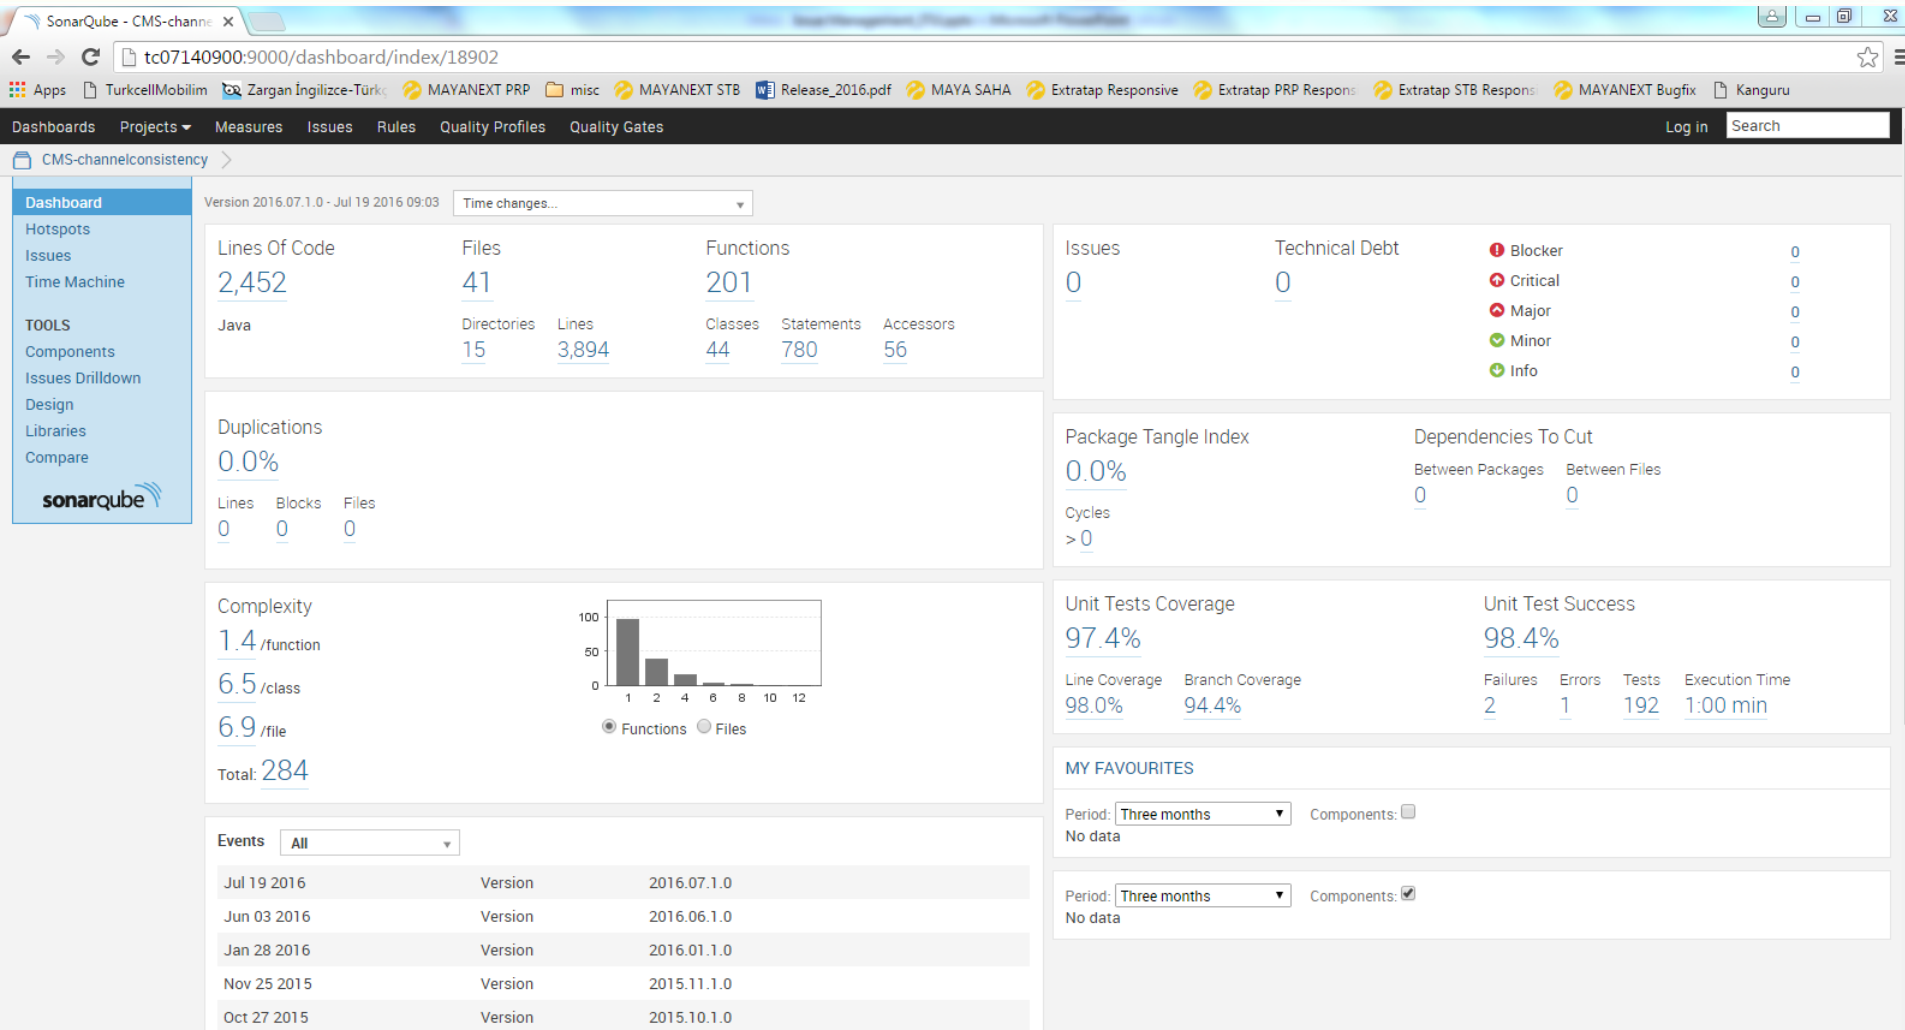 SonarQube - CMS-channe
tc07140900:9000/dashboard/index/18902
Apps TurkcellMobilim Zargan İngilizce-Türkç MAYANEXT PRP misc MAYANEXT STB Release_2016.pdf MAYA SAHA Extratap Responsive Extratap PRP Respons Extratap STB Respons MAYANEXT Bugfix Kanguru
Dashboards Projects Measures Issues Rules Quality Profiles Quality Gates Log in Search
CMS-channelconsistency
Dashboard
Hotspots
Issues
Time Machine
TOOLS
Components
Issues Drilldown
Design
Libraries
Compare
sonarqube
Version 2016.07.1.0 - Jul 19 2016 09:03 Time changes...
Lines Of Code Files Functions
2,452 41 201
Java Directories Lines Classes Statements Accessors
15 3,894 44 780 56
Duplications
0.0%
Lines Blocks Files
0 0 0
Complexity
1.4 /function
6.5 /class
6.9 /file
Total: 284
100
50
0
1 2 4 6 8 10 12
Functions Files
Events All
Jul 19 2016 Version 2016.07.1.0
Jun 03 2016 Version 2016.06.1.0
Jan 28 2016 Version 2016.01.1.0
Nov 25 2015 Version 2015.11.1.0
Oct 27 2015 Version 2015.10.1.0
Issues Technical Debt
0 0
Blocker 0
Critical 0
Major 0
Minor 0
Info 0
Package Tangle Index Dependencies To Cut
0.0% Between Packages Between Files
0 0
Cycles
> 0
Unit Tests Coverage Unit Test Success
97.4% 98.4%
Line Coverage Branch Coverage Failures Errors Tests Execution Time
98.0% 94.4% 2 1 192 1:00 min
MY FAVOURITES
Period: Three months Components:
No data
Period: Three months Components:
No data